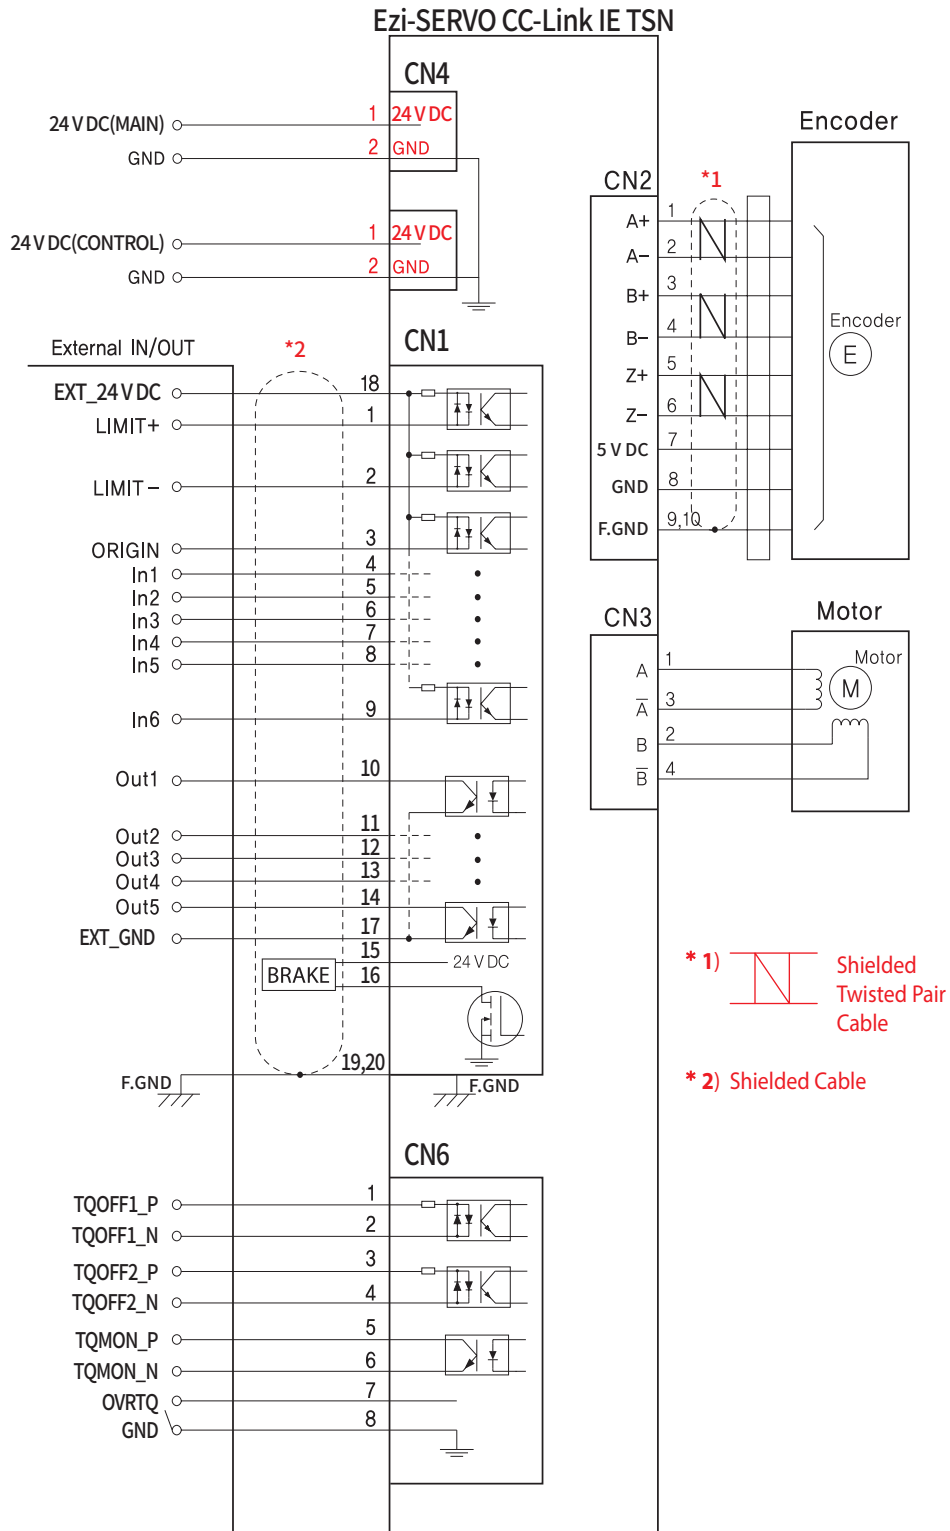 Ezi-SERVO CC-Link IE TSN
CN4
24 V DC(MAIN) 1 24 V DC
GND 2 GND
24 V DC(CONTROL) 1 24 V DC
GND 2 GND
External IN/OUT *2 CN1
EXT_24 V DC 18
LIMIT+ 1
LIMIT− 2
ORIGIN 3
In1 4
In2 5
In3 6
In4 7
In5 8
In6 9
Out1 10
Out2 11
Out3 12
Out4 13
Out5 14
EXT_GND 17
BRAKE 15 24 V DC
16
F.GND 19,20 F.GND
CN6
TQOFF1_P 1
TQOFF1_N 2
TQOFF2_P 3
TQOFF2_N 4
TQMON_P 5
TQMON_N 6
OVRTQ 7
GND 8
Encoder
CN2 *1
A+ 1
A− 2
B+ 3
B− 4
Z+ 5
Z− 6
5 V DC 7
GND 8
F.GND 9,10
Encoder
E
CN3 Motor
A 1
A̅ 3
B 2
B̅ 4
Motor
M
* 1) Shielded
Twisted Pair
Cable
* 2) Shielded Cable